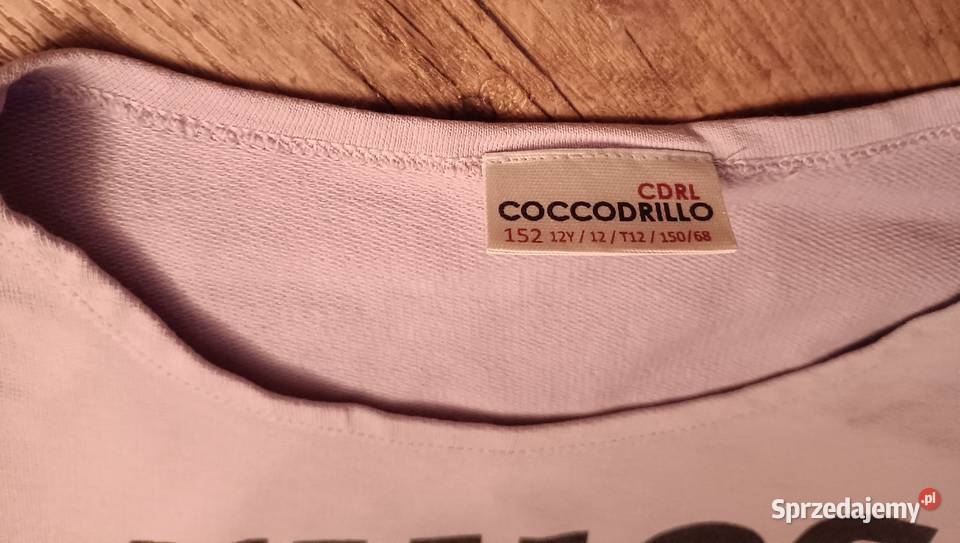 CDRL
COCCODRILLO
152 12Y / 12 / T12 / 150/68
Sprzedajemy.pl